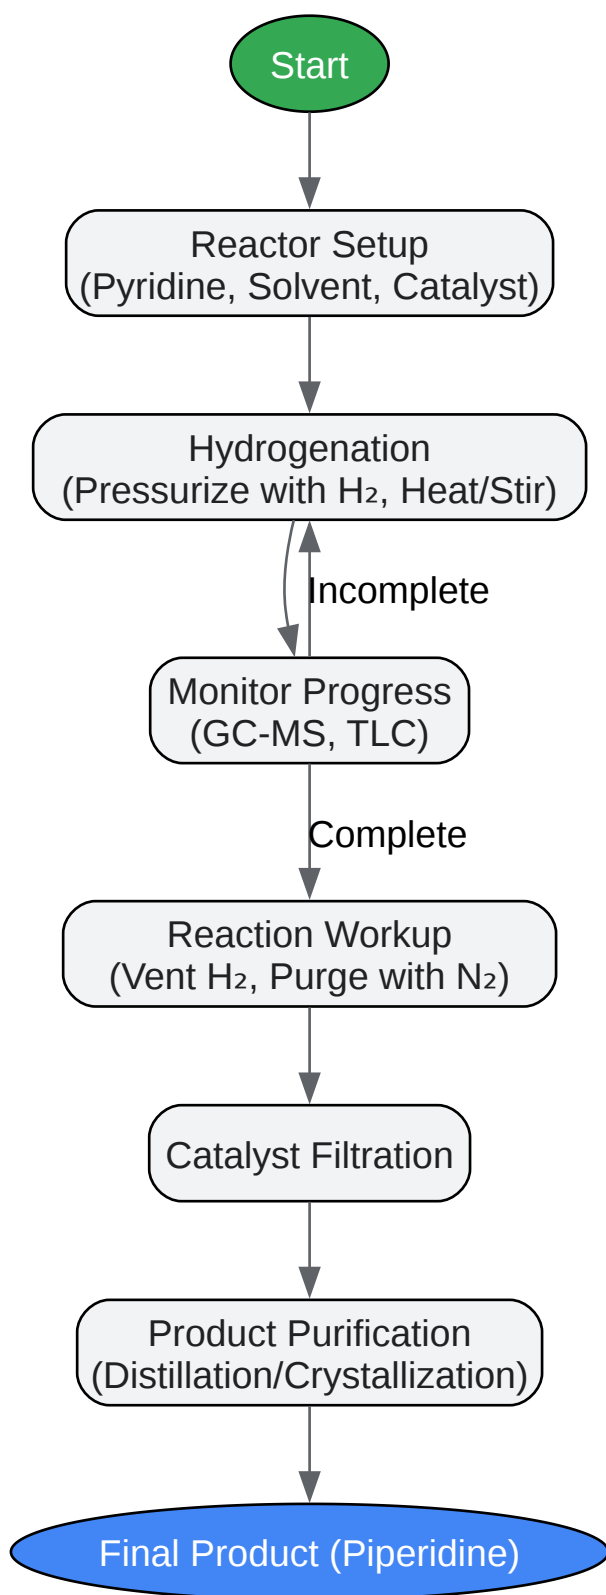 Start
Reactor Setup
(Pyridine, Solvent, Catalyst)
Hydrogenation
(Pressurize with H₂, Heat/Stir)
Incomplete
Monitor Progress
(GC-MS, TLC)
Complete
Reaction Workup
(Vent H₂, Purge with N₂)
Catalyst Filtration
Product Purification
(Distillation/Crystallization)
Final Product (Piperidine)